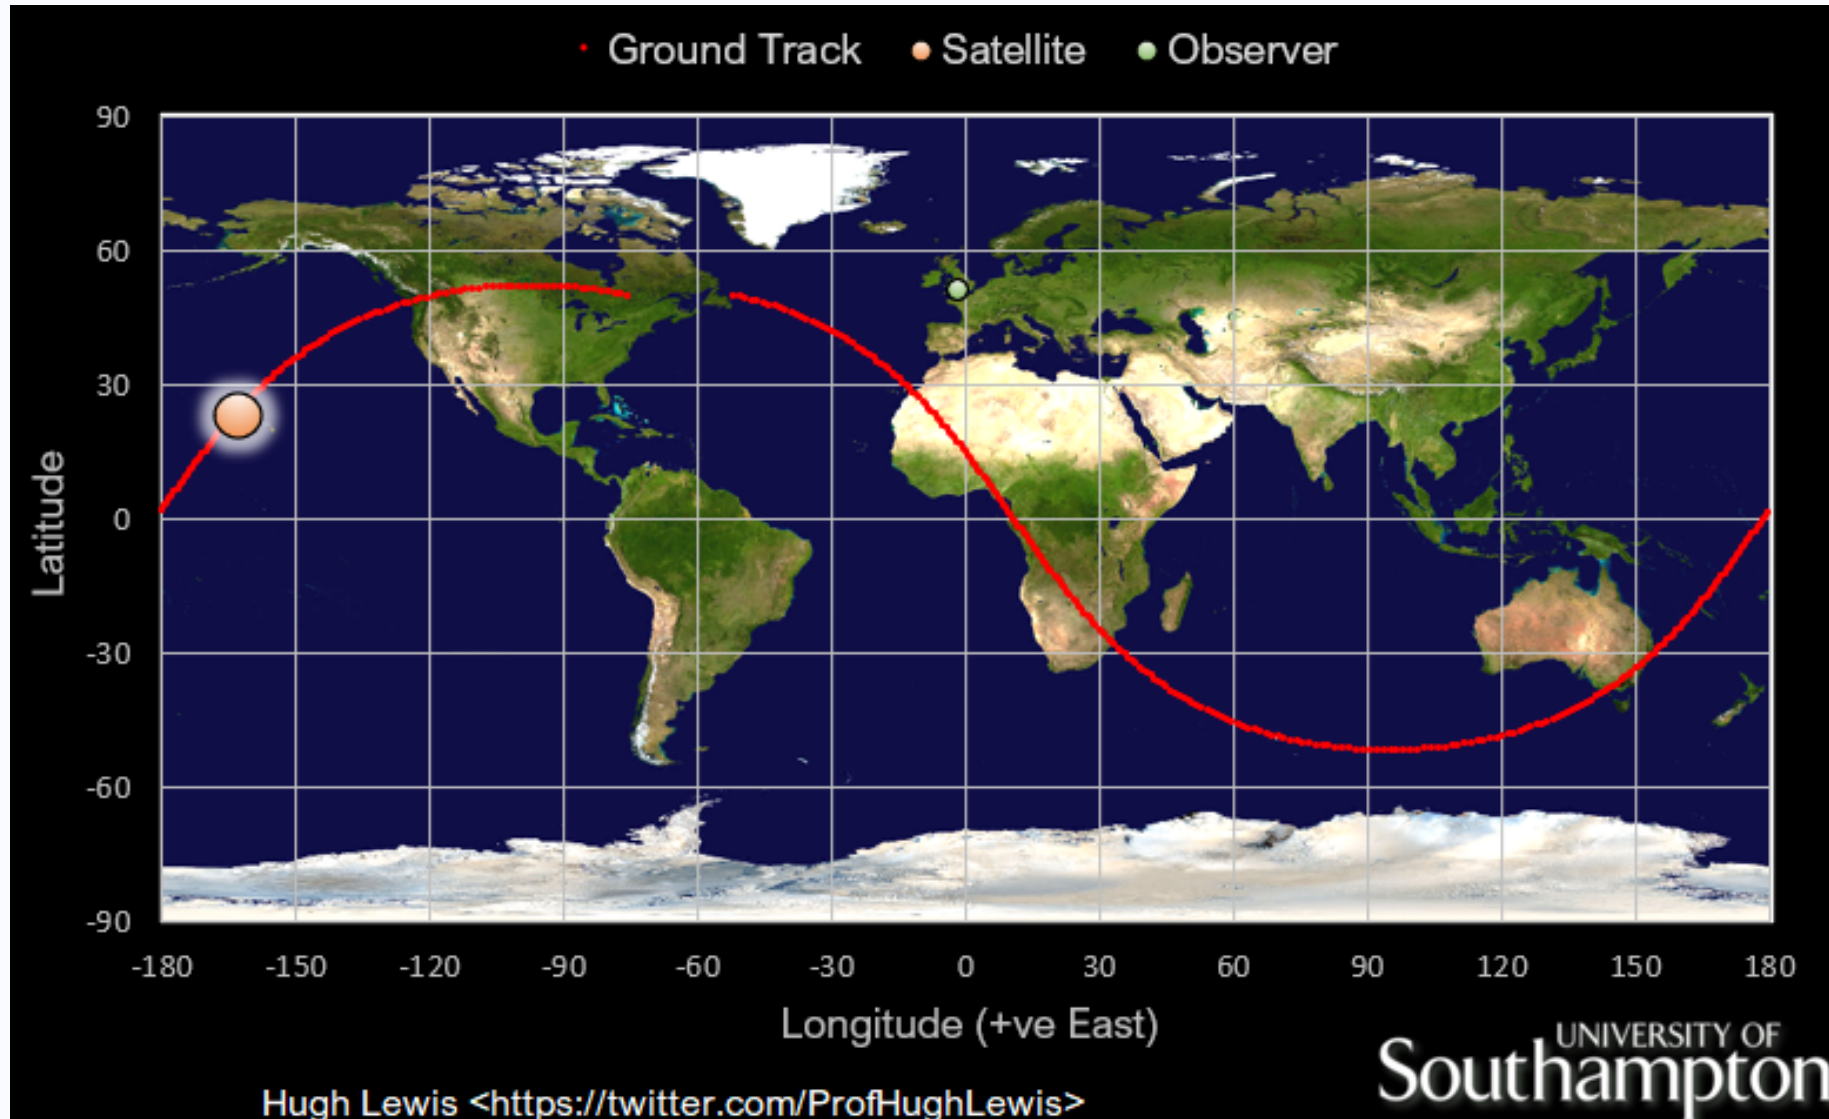 Ground Track Satellite Observer
90
60
30
0
-30
-60
-90
Latitude
-180 -150 -120 -90 -60 -30 0 30 60 90 120 150 180
Longitude (+ve East)
UNIVERSITY OF
Southampton
Hugh Lewis <https://twitter.com/ProfHughLewis>